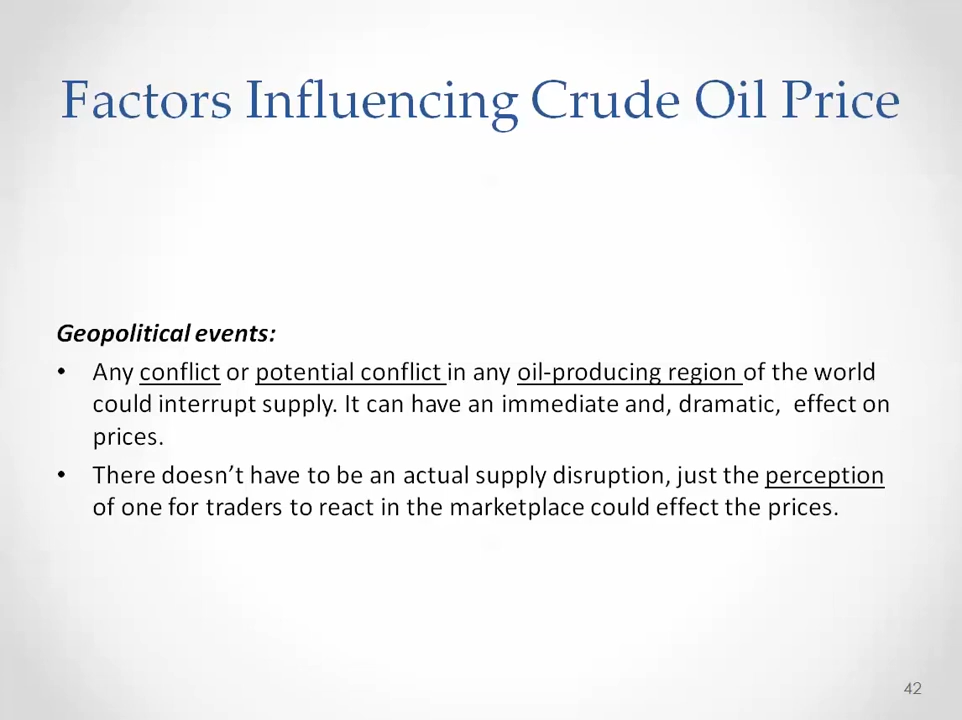 Factors Influencing Crude Oil Price
Geopolitical events:
• Any conflict or potential conflict in any oil-producing region of the world
could interrupt supply. It can have an immediate and, dramatic,  effect on
prices.
• There doesn’t have to be an actual supply disruption, just the perception
of one for traders to react in the marketplace could effect the prices.
42